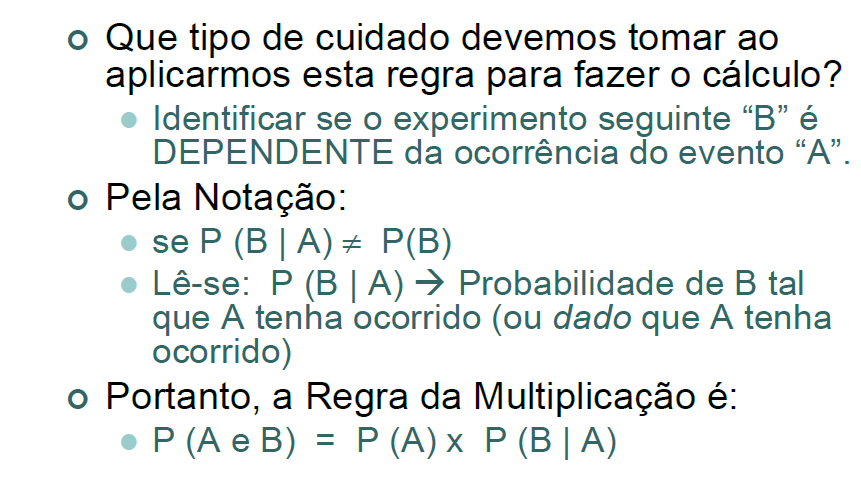 Que tipo de cuidado devemos tomar ao
aplicarmos esta regra para fazer o cálculo?
Identificar se o experimento seguinte “B” é
DEPENDENTE da ocorrência do evento “A”.
Pela Notação:
se P (B | A) ≠ P(B)
Lê-se: P (B | A) → Probabilidade de B tal
que A tenha ocorrido (ou dado que A tenha
ocorrido)
Portanto, a Regra da Multiplicação é:
P (A e B) = P (A) x P (B | A)